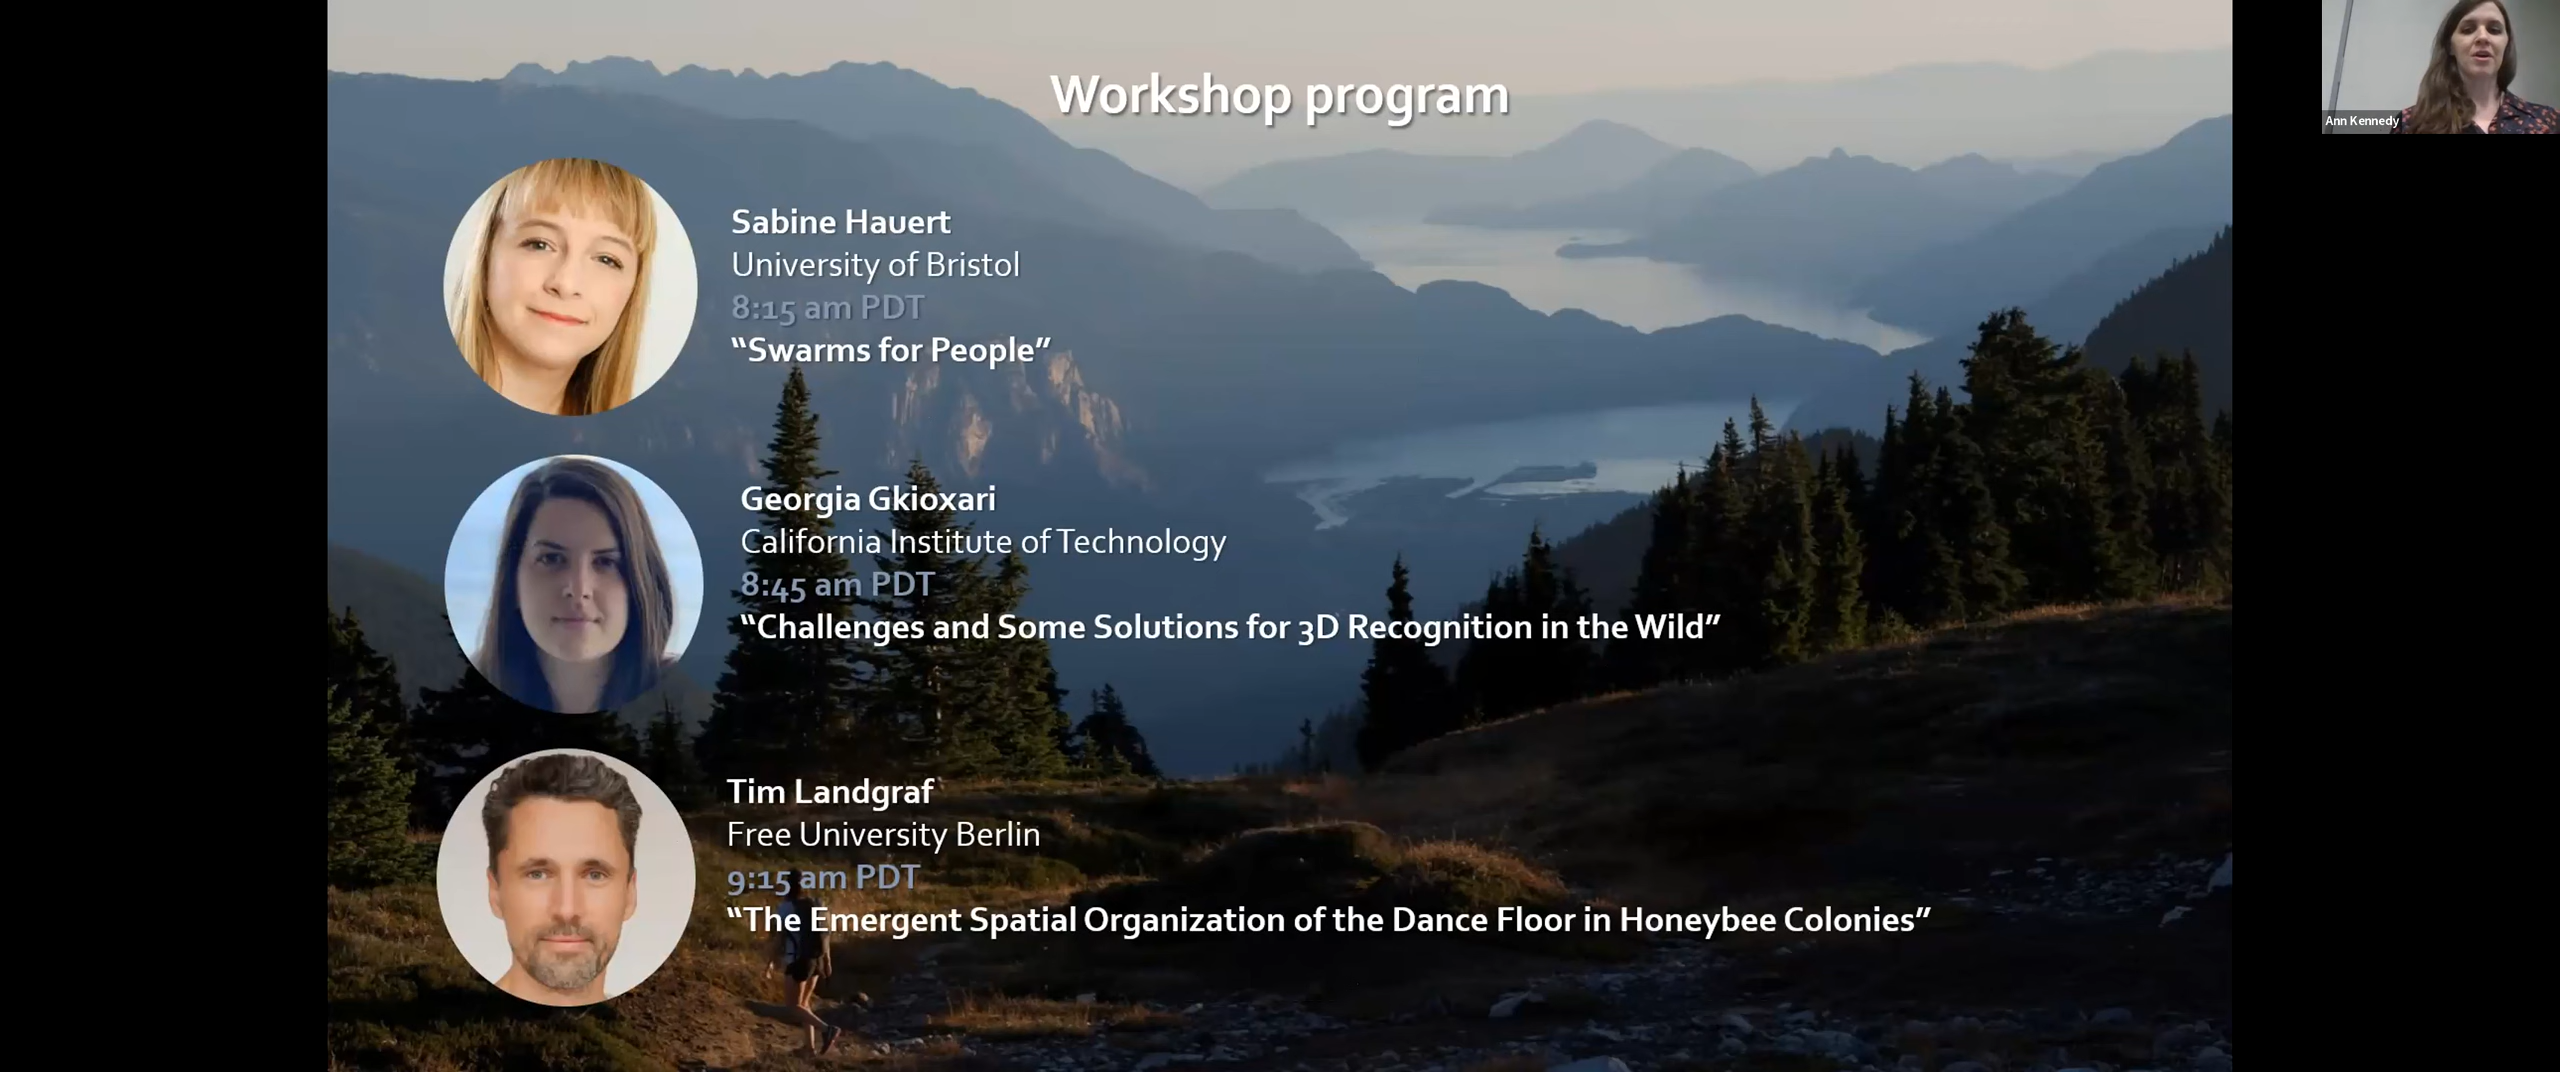 Workshop program
Ann Kennedy
Sabine Hauert
University of Bristol
8:15 am PDT
“Swarms for People”
Georgia Gkioxari
California Institute of Technology
8:45 am PDT
“Challenges and Some Solutions for 3D Recognition in the Wild”
Tim Landgraf
Free University Berlin
9:15 am PDT
“The Emergent Spatial Organization of the Dance Floor in Honeybee Colonies”